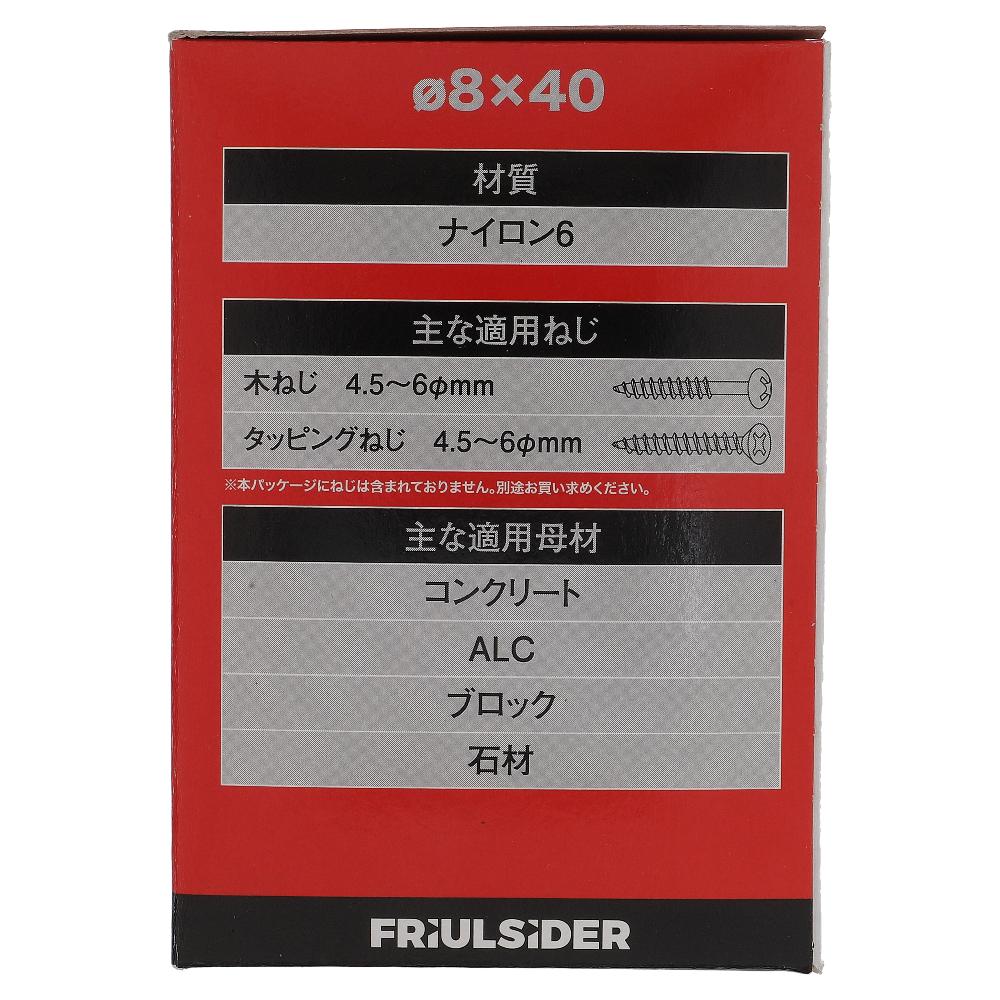 ø8×40
材質
ナイロン6
主な適用ねじ
木ねじ 4.5〜6φmm
タッピングねじ 4.5〜6φmm
※本パッケージにねじは含まれておりません。別途お買い求めください。
主な適用母材
コンクリート
ALC
ブロック
石材
FRIULSIDER